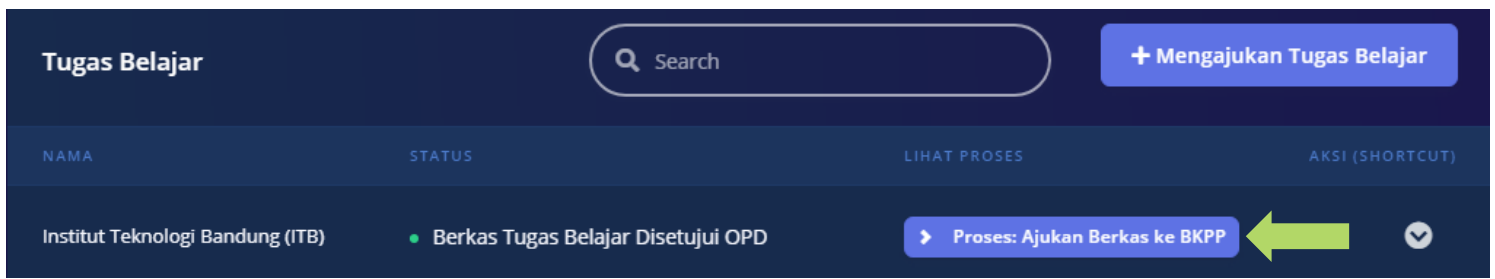 Tugas Belajar
Search
+ Mengajukan Tugas Belajar
NAMA
STATUS
LIHAT PROSES
AKSI (SHORTCUT)
Institut Teknologi Bandung (ITB)
Berkas Tugas Belajar Disetujui OPD
Proses: Ajukan Berkas ke BKPP